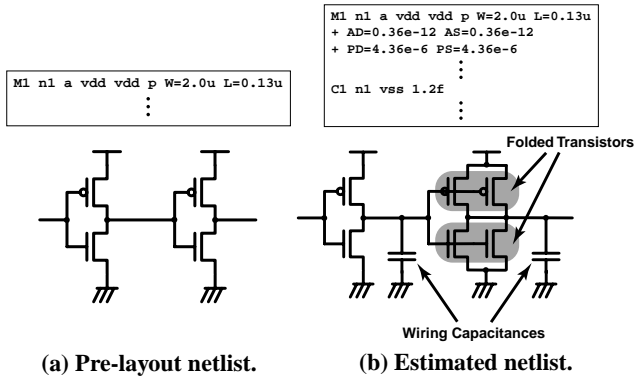 M1 n1 a vdd vdd p W=2.0u L=0.13u
M1 n1 a vdd vdd p W=2.0u L=0.13u
+ AD=0.36e-12 AS=0.36e-12
+ PD=4.36e-6 PS=4.36e-6
C1 n1 vss 1.2f
Folded Transistors
Wiring Capacitances
(a) Pre-layout netlist.
(b) Estimated netlist.